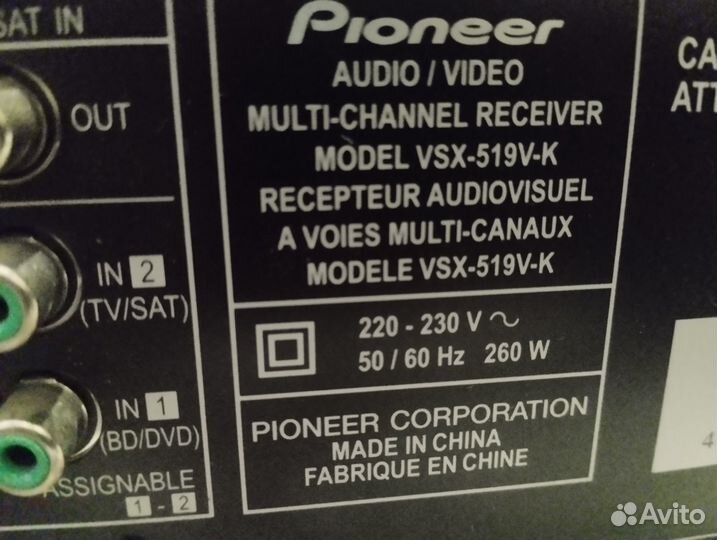 SAT IN
OUT
IN 2
(TV/SAT)
IN 1
(BD/DVD)
ASSIGNABLE
1 - 2
Pioneer
AUDIO / VIDEO
MULTI-CHANNEL RECEIVER
MODEL VSX-519V-K
RECEPTEUR AUDIOVISUEL
A VOIES MULTI-CANAUX
MODELE VSX-519V-K
220 - 230 V ~
50 / 60 Hz 260 W
PIONEER CORPORATION
MADE IN CHINA
FABRIQUE EN CHINE
CA
ATT
4
Avito